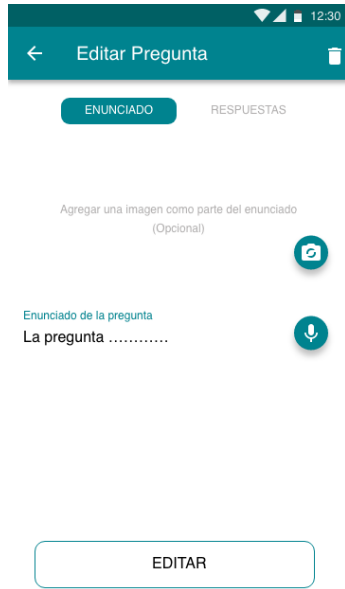 12:30
Editar Pregunta
ENUNCIADO RESPUESTAS
Agregar una imagen como parte del enunciado
(Opcional)
Enunciado de la pregunta
La pregunta …………
EDITAR